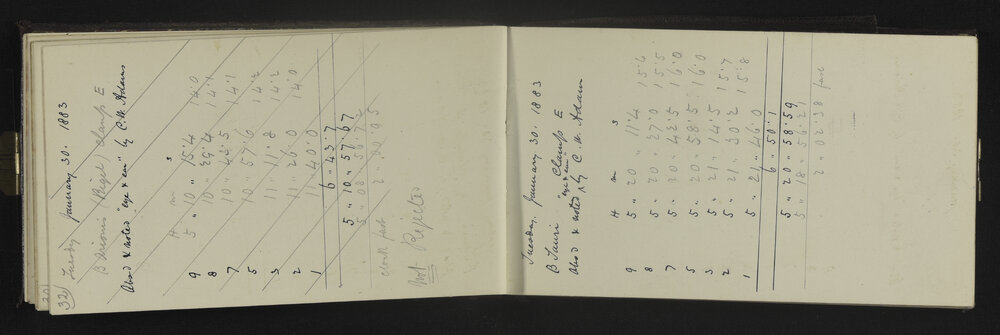 32
Tuesday January 30. 1883
β Orionis (Rigel) Clamp E
Obsd & noted "eye & ear" by C. W. Adams
H m s
9 5 " 10 " 15.4 14.0
8 10 " 29.4 14.1
7 10 " 43.5 14.1
5 10 " 57.6 14.2
3 11 " 11.8 14.2
2 11 " 26.0 14.0
1 11 " 40.0
6 " 43.7
5 " 10 " 57.67
2 " 00.95
clock fast
Not Rejected
Tuesday, January 30. 1883
β Tauri Clamp E
Obsd & noted "eye & ear" by C. W. Adams
H m s
9 5 " 20 " 11.4 15.6
8 5 " 20 " 27.0 15.5
7 5 " 20 " 42.5 16.0
5 5 " 20 " 58.5 16.0
3 5 " 21 " 14.5 15.7
2 5 " 21 " 30.2 15.8
1 5 " 21 " 46.0
6 " 50.1
5 " 20 " 58.59
5 " 18 " 56.21
2 " 02.38 fast